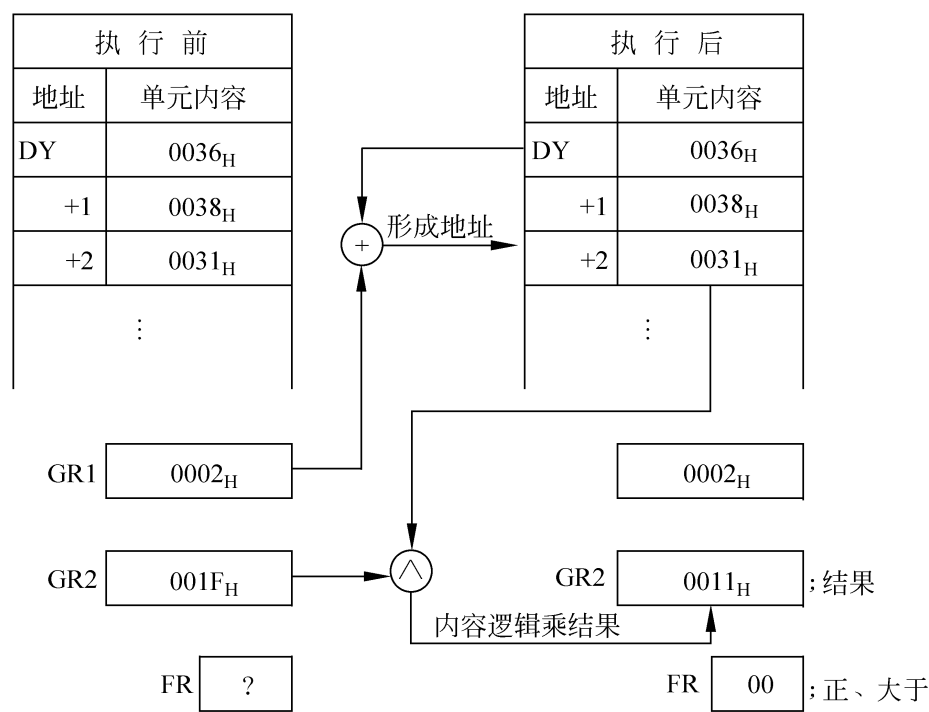 执行前 执行后
地址 单元内容 地址 单元内容
DY 0036H DY 0036H
+1 0038H +1 0038H
+ 形成地址
+2 0031H +2 0031H
⋮ ⋮
GR1 0002H 0002H
GR2 001FH ∧ GR2 0011H ;结果
内容逻辑乘结果
FR ? FR 00 ;正、大于